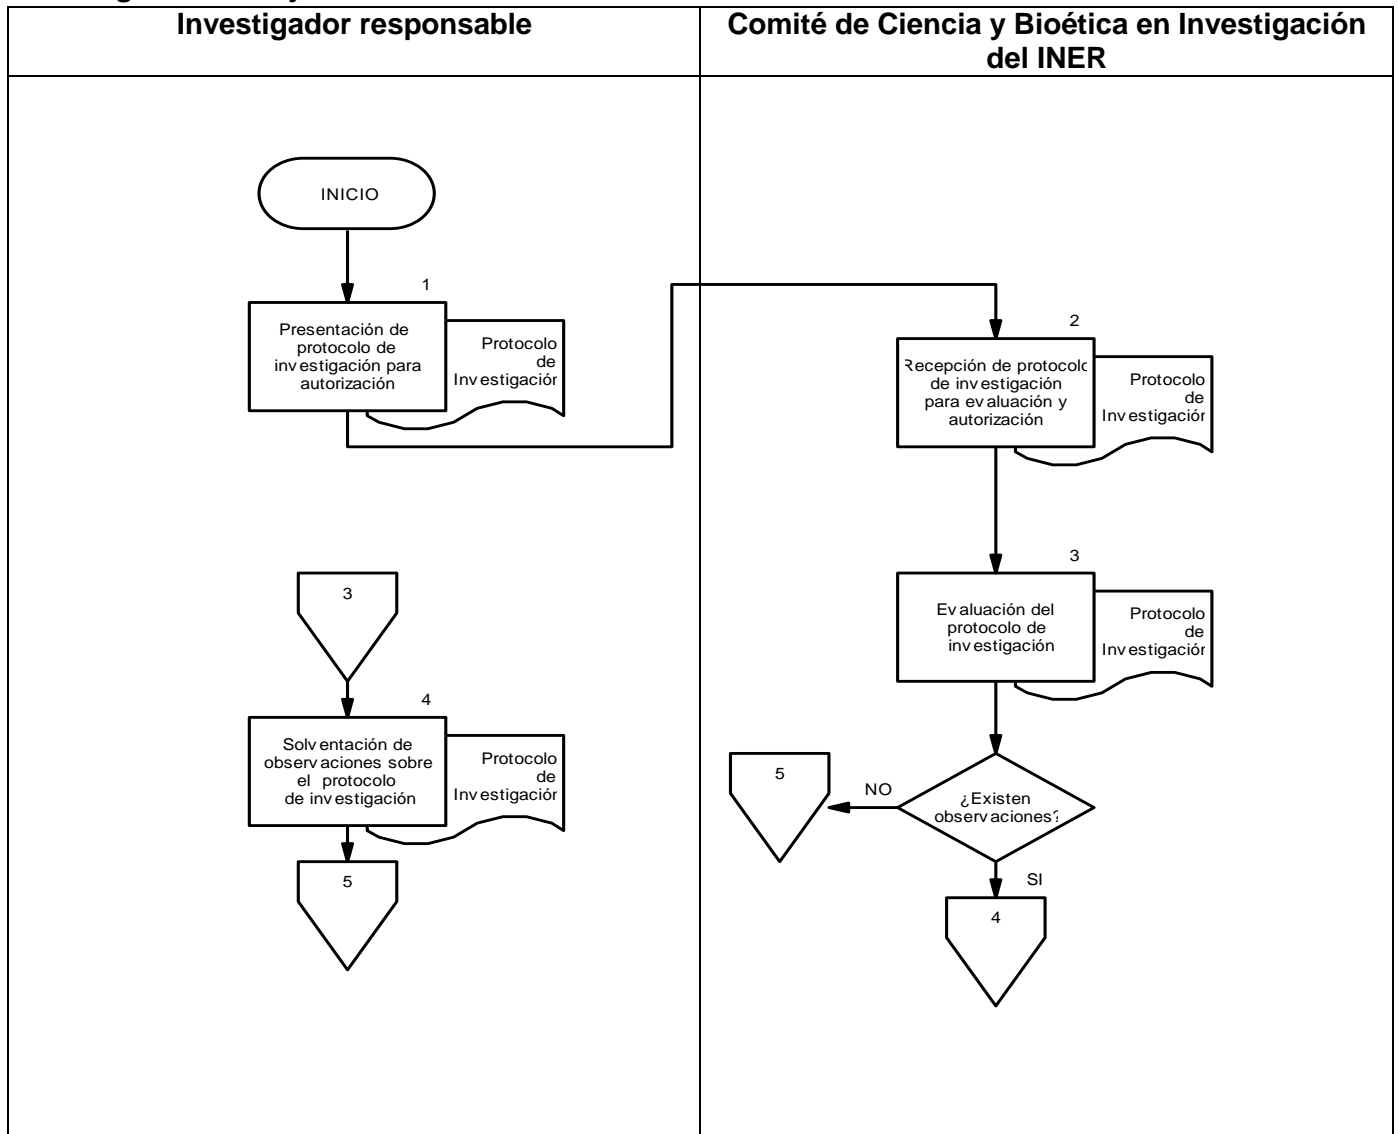 Investigador responsable
Comité de Ciencia y Bioética en Investigación
del INER
INICIO
1
Presentación de
protocolo de
investigación para
autorización
Protocolo
de
Investigación
2
Recepción de protocolo
de investigación
para evaluación y
autorización
Protocolo
de
Investigación
3
Evaluación del
protocolo de
investigación
Protocolo
de
Investigación
3
4
Solventación de
observaciones sobre
el protocolo
de investigación
Protocolo
de
Investigación
5
5
NO
¿Existen
observaciones?
SI
4